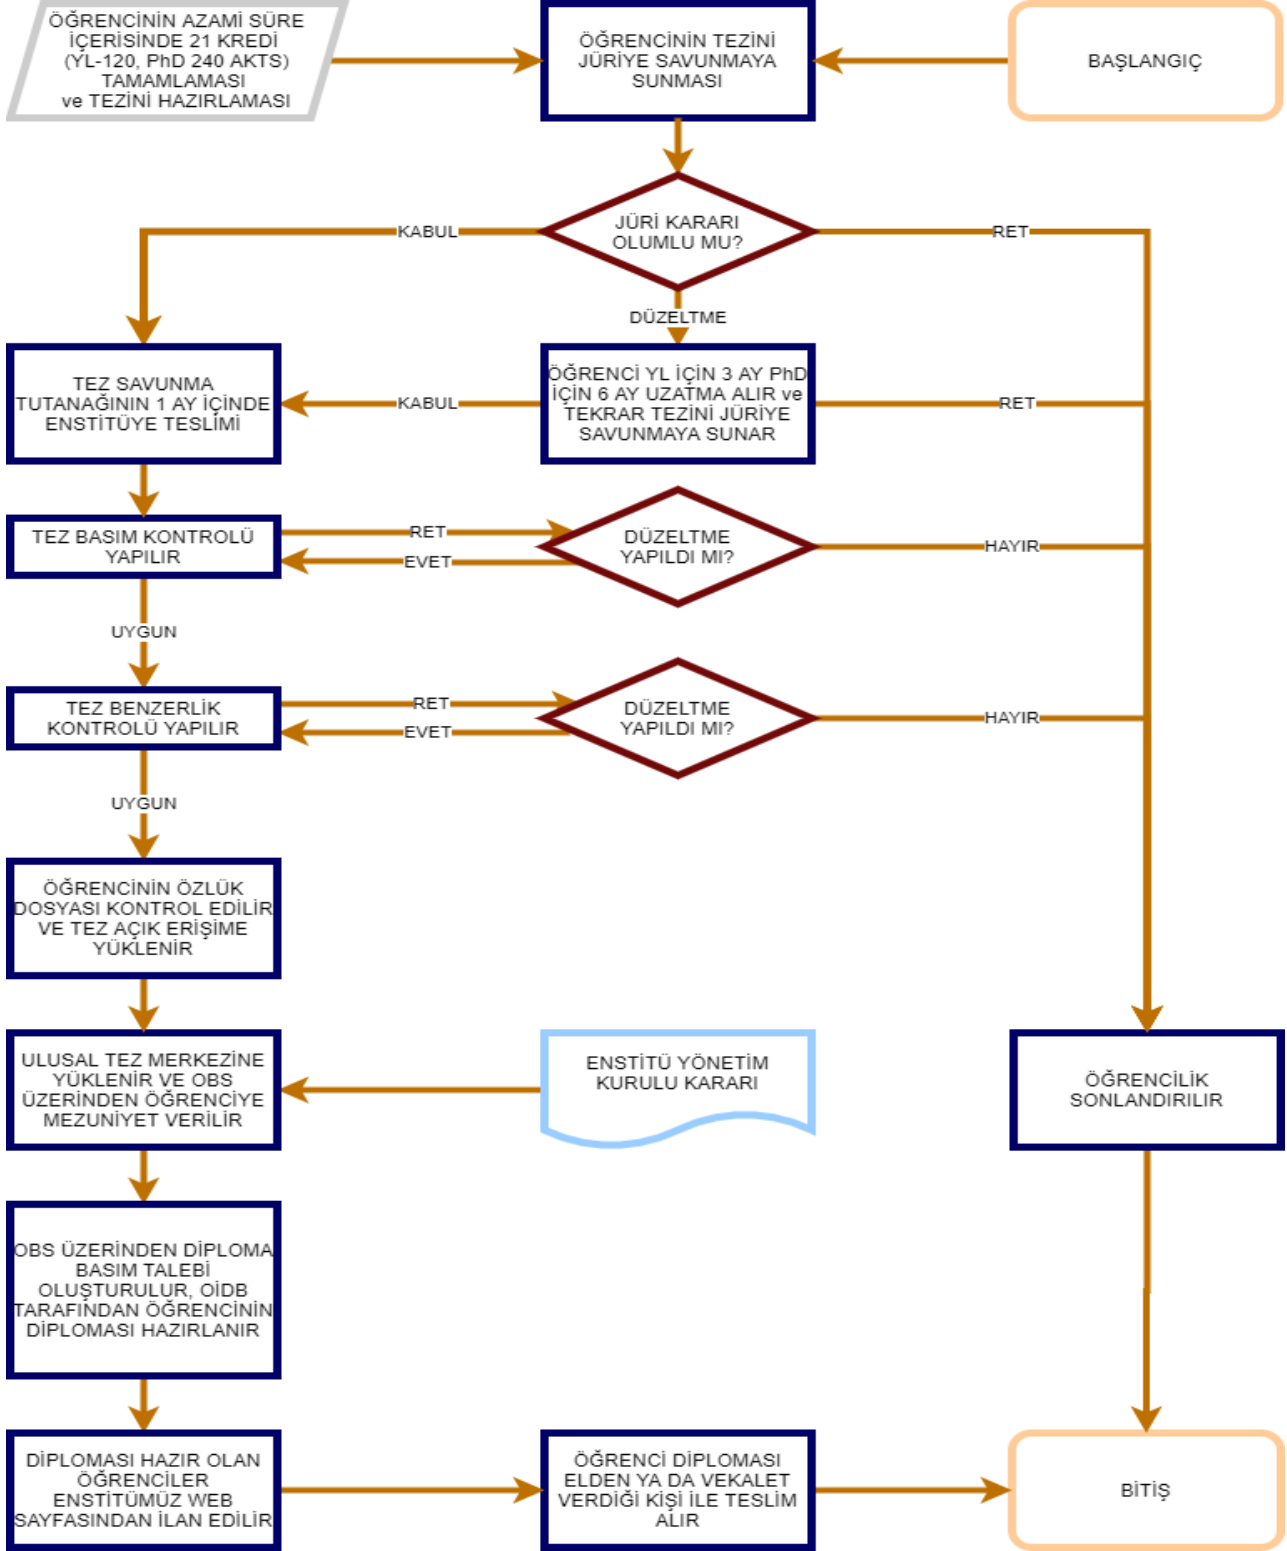 ÖĞRENCİNİN AZAMİ SÜRE
İÇERİSİNDE 21 KREDİ
(YL-120, PhD 240 AKTS)
TAMAMLAMASI
ve TEZİNİ HAZIRLAMASI
ÖĞRENCİNİN TEZİNİ
JÜRİYE SAVUNMAYA
SUNMASI
BAŞLANGIÇ
JÜRİ KARARI
OLUMLU MU?
KABUL
RET
DÜZELTME
TEZ SAVUNMA
TUTANAĞININ 1 AY İÇİNDE
ENSTİTÜYE TESLİMİ
KABUL
ÖĞRENCİ YL İÇİN 3 AY PhD
İÇİN 6 AY UZATMA ALIR ve
TEKRAR TEZİNİ JÜRİYE
SAVUNMAYA SUNAR
RET
TEZ BASIM KONTROLÜ
YAPILIR
RET
EVET
DÜZELTME
YAPILDI MI?
HAYIR
UYGUN
TEZ BENZERLİK
KONTROLÜ YAPILIR
RET
EVET
DÜZELTME
YAPILDI MI?
HAYIR
UYGUN
ÖĞRENCİNİN ÖZLÜK
DOSYASI KONTROL EDİLİR
VE TEZ AÇIK ERİŞİME
YÜKLENİR
ULUSAL TEZ MERKEZİNE
YÜKLENİR VE OBS
ÜZERİNDEN ÖĞRENCİYE
MEZUNİYET VERİLİR
ENSTİTÜ YÖNETİM
KURULU KARARI
ÖĞRENCİLİK
SONLANDIRILIR
OBS ÜZERİNDEN DİPLOMA
BASIM TALEBİ
OLUŞTURULUR, OİDB
TARAFINDAN ÖĞRENCİNİN
DİPLOMASI HAZIRLANIR
DİPLOMASI HAZIR OLAN
ÖĞRENCİLER
ENSTİTÜMÜZ WEB
SAYFASINDAN İLAN EDİLİR
ÖĞRENCİ DİPLOMASI
ELDEN YA DA VEKALET
VERDİĞİ KİŞİ İLE TESLİM
ALIR
BİTİŞ